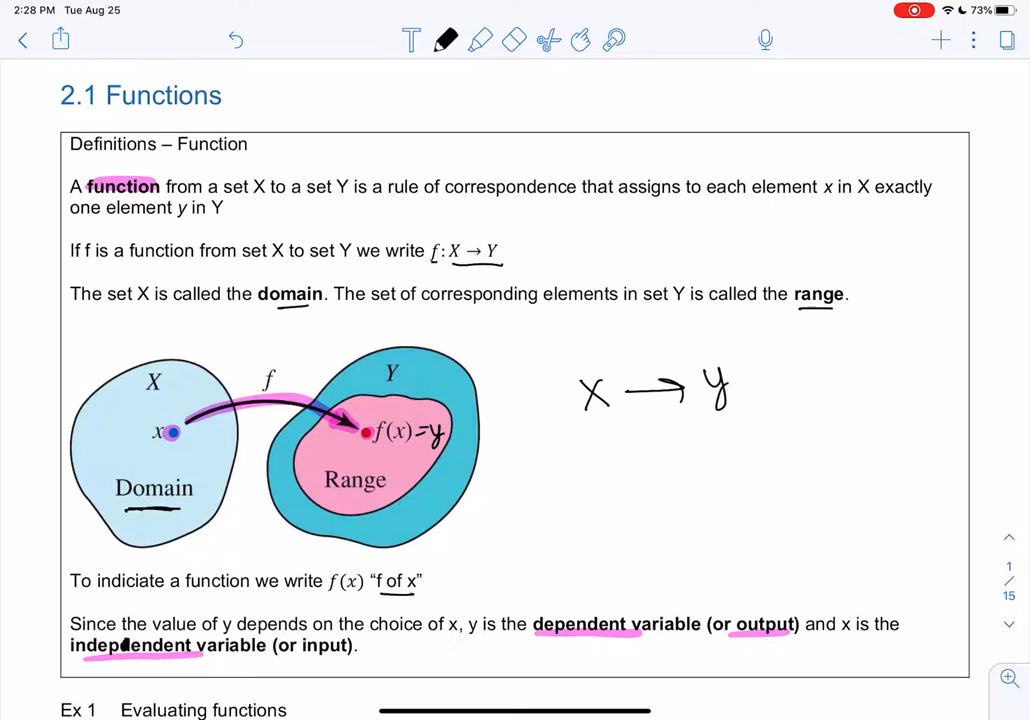 2:28 PM Tue Aug 25
73%
2.1 Functions
Definitions – Function
A function from a set X to a set Y is a rule of correspondence that assigns to each element x in X exactly
one element y in Y
If f is a function from set X to set Y we write f: X → Y
The set X is called the domain. The set of corresponding elements in set Y is called the range.
X
f
Y
x
f(x)=y
Domain
Range
x → y
To indiciate a function we write f(x) “f of x”
Since the value of y depends on the choice of x, y is the dependent variable (or output) and x is the
independent variable (or input).
1
/
15
Ex 1 Evaluating functions